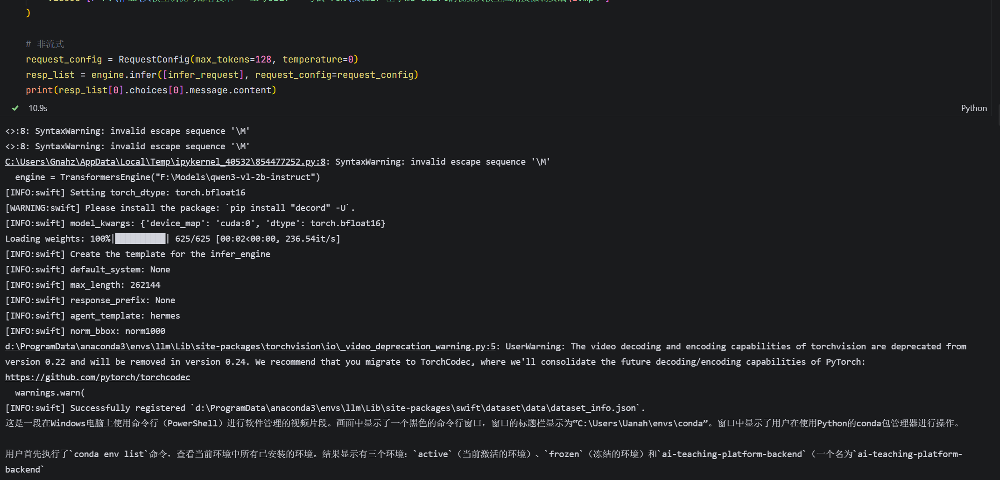 )
# 非流式
request_config = RequestConfig(max_tokens=128, temperature=0)
resp_list = engine.infer([infer_request], request_config=request_config)
print(resp_list[0].choices[0].message.content)
10.9s
Python
<>:8: SyntaxWarning: invalid escape sequence '\M'
<>:8: SyntaxWarning: invalid escape sequence '\M'
C:\Users\Gnahz\AppData\Local\Temp\ipykernel_40532\854477252.py:8: SyntaxWarning: invalid escape sequence '\M'
  engine = TransformersEngine("F:\Models\qwen3-vl-2b-instruct")
[INFO:swift] Setting torch_dtype: torch.bfloat16
[WARNING:swift] Please install the package: `pip install "decord" -U`.
[INFO:swift] model_kwargs: {'device_map': 'cuda:0', 'dtype': torch.bfloat16}
Loading weights: 100%|██████████| 625/625 [00:02<00:00, 236.54it/s]
[INFO:swift] Create the template for the infer_engine
[INFO:swift] default_system: None
[INFO:swift] max_length: 262144
[INFO:swift] response_prefix: None
[INFO:swift] agent_template: hermes
[INFO:swift] norm_bbox: norm1000
d:\ProgramData\anaconda3\envs\llm\Lib\site-packages\torchvision\io\_video_deprecation_warning.py:5: UserWarning: The video decoding and encoding capabilities of torchvision are deprecated from
version 0.22 and will be removed in version 0.24. We recommend that you migrate to TorchCodec, where we'll consolidate the future decoding/encoding capabilities of PyTorch:
https://github.com/pytorch/torchcodec
  warnings.warn(
[INFO:swift] Successfully registered `d:\ProgramData\anaconda3\envs\llm\Lib\site-packages\swift\dataset\data\dataset_info.json`.
这是一段在Windows电脑上使用命令行（PowerShell）进行软件管理的视频片段。画面中显示了一个黑色的命令行窗口，窗口的标题栏显示为“C:\Users\Uanah\envs\conda”。窗口中显示了用户在使用Python的conda包管理器进行操作。
用户首先执行了`conda env list`命令，查看当前环境中所有已安装的环境。结果显示有三个环境：`active`（当前激活的环境）、`frozen`（冻结的环境）和`ai-teaching-platform-backend`（一个名为`ai-teaching-platform-
backend`